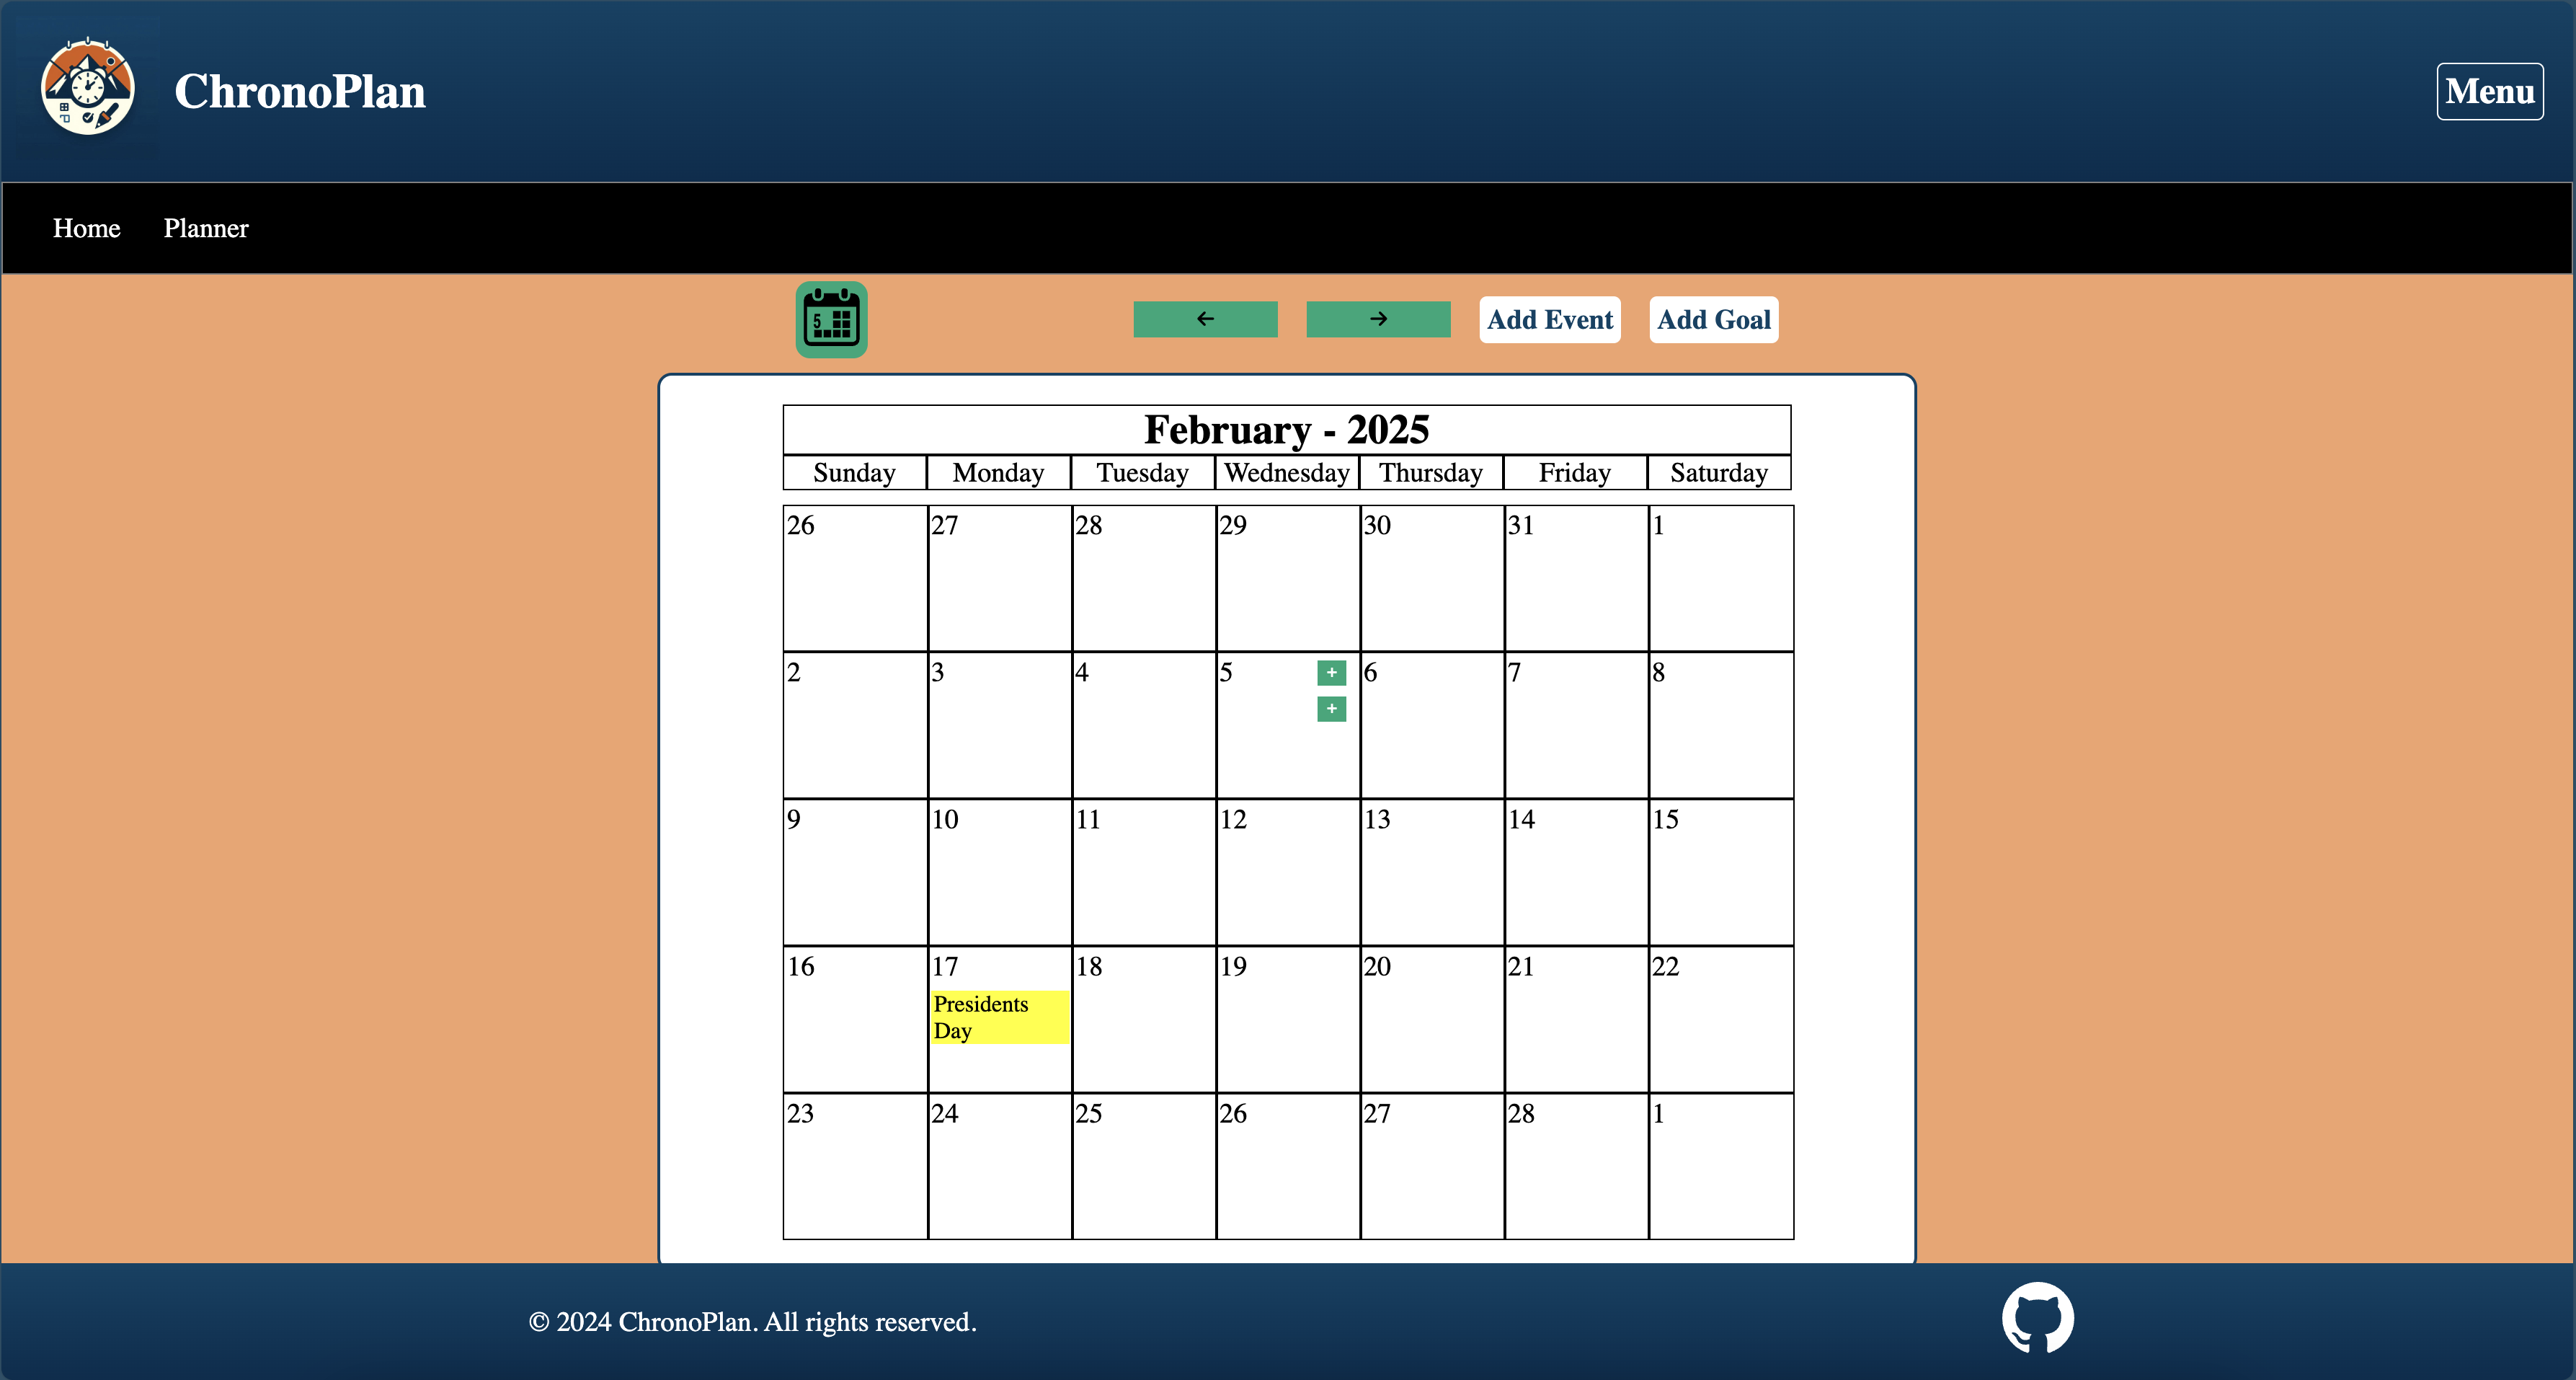 ChronoPlan
Menu
Home Planner
5
← → Add Event Add Goal
February - 2025
Sunday Monday Tuesday Wednesday Thursday Friday Saturday
26 27 28 29 30 31 1
2 3 4 5 + 6 7 8
+
9 10 11 12 13 14 15
16 17 18 19 20 21 22
Presidents
Day
23 24 25 26 27 28 1
© 2024 ChronoPlan. All rights reserved.